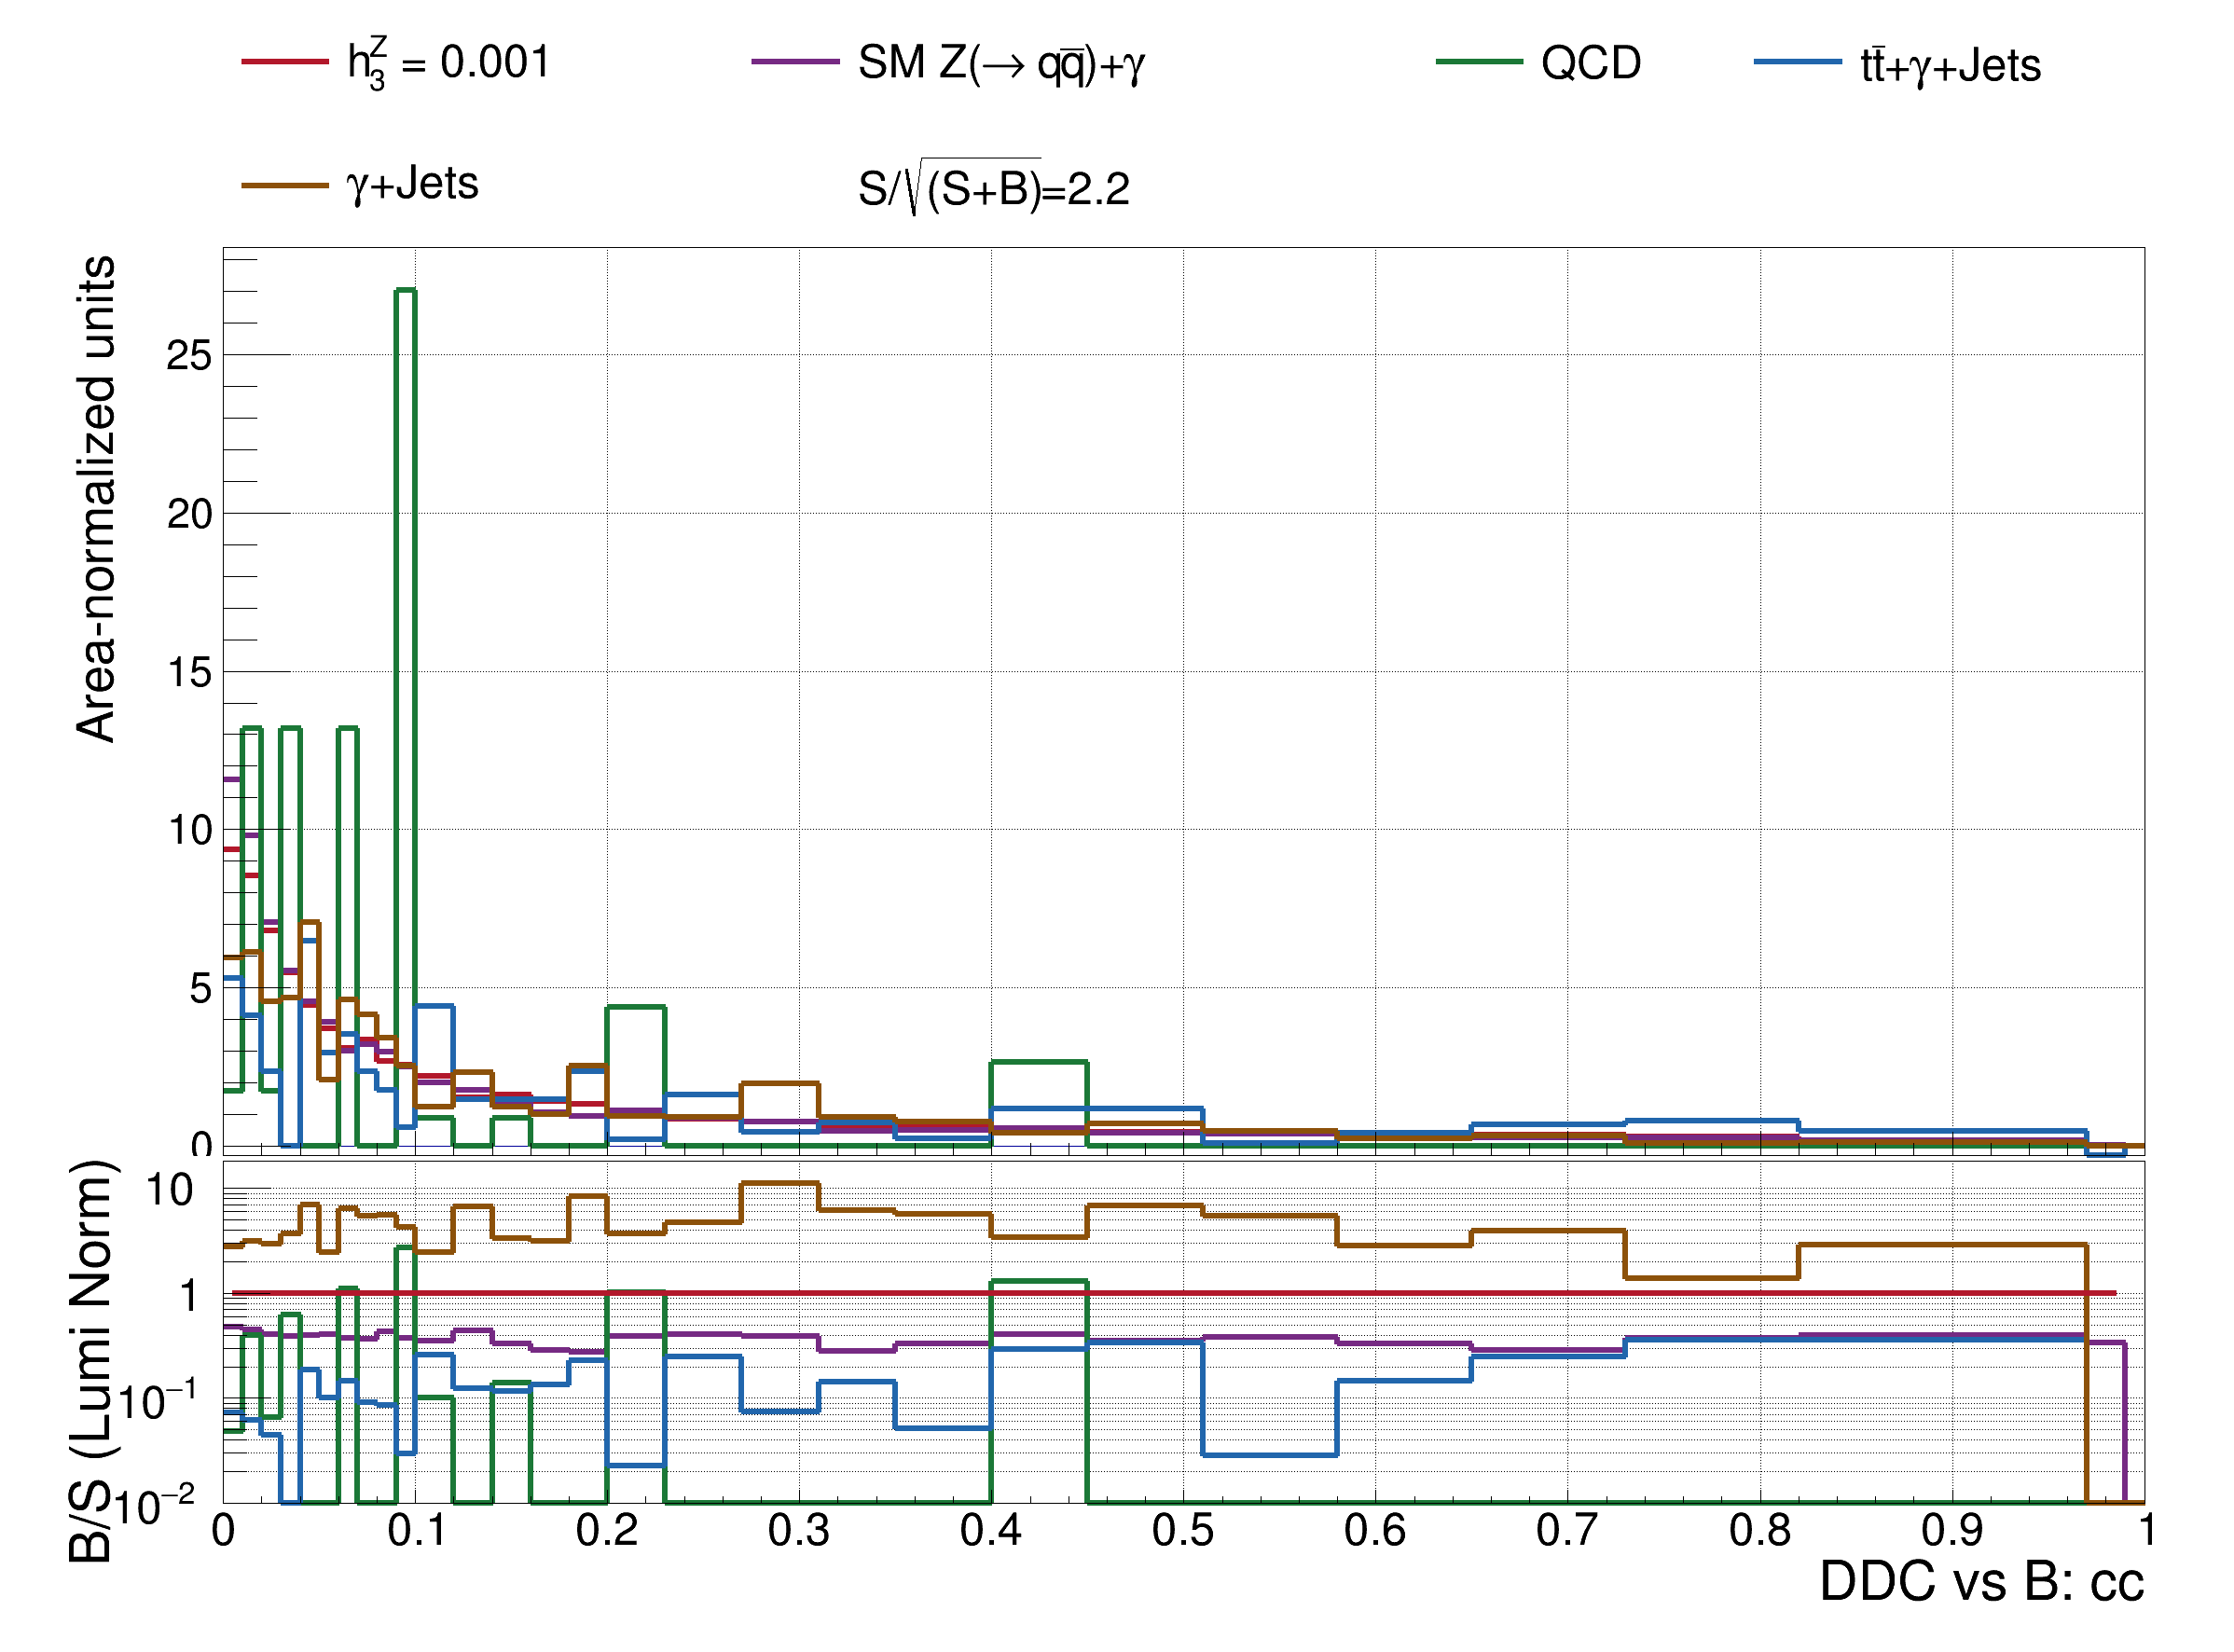 h₃ᶻ = 0.001 SM Z(→ qq̅)+γ QCD tt̅+γ+Jets
γ+Jets S/√(S+B)=2.2
Area-normalized units
25
20
15
10
5
0
B/S (Lumi Norm)
10
1
10⁻¹
10⁻²
0 0.1 0.2 0.3 0.4 0.5 0.6 0.7 0.8 0.9 1
DDC vs B: cc